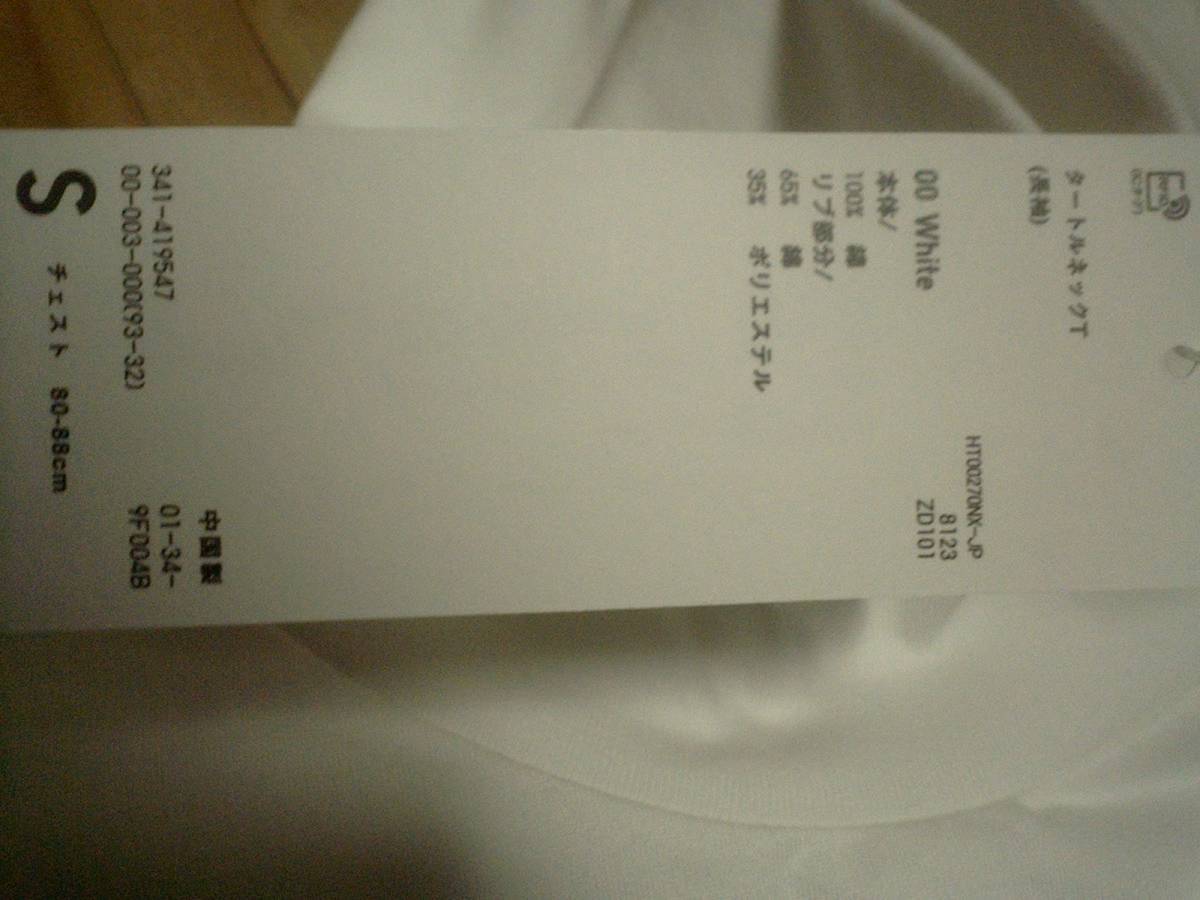 RFID
タートルネックT
(長袖)
HT00270NX-JP
8123
00 White
ZD101
本体/
100% 綿
リブ部分/
65% 綿
35% ポリエステル
中国製
341-419547
01-34-
00-003-000(93-32)
9F004B
S チェスト 80-88cm